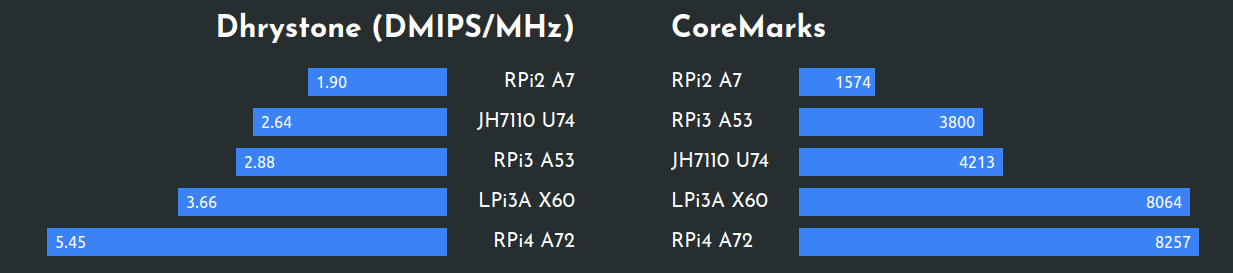 Dhrystone (DMIPS/MHz)
1.90 RPi2 A7
2.64 JH7110 U74
2.88 RPi3 A53
3.66 LPi3A X60
5.45 RPi4 A72
CoreMarks
RPi2 A7 1574
RPi3 A53 3800
JH7110 U74 4213
LPi3A X60 8064
RPi4 A72 8257